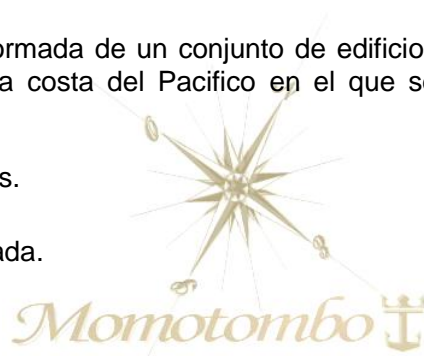 ormada de un conjunto de edificio
a costa del Pacifico en el que s
s.
ada.
Momotombo